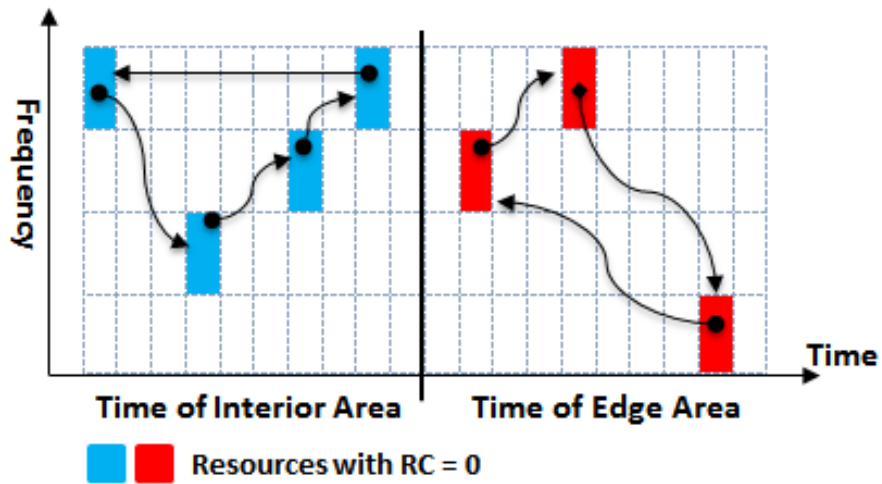 Frequency
Time
Time of Interior Area
Time of Edge Area
Resources with RC = 0